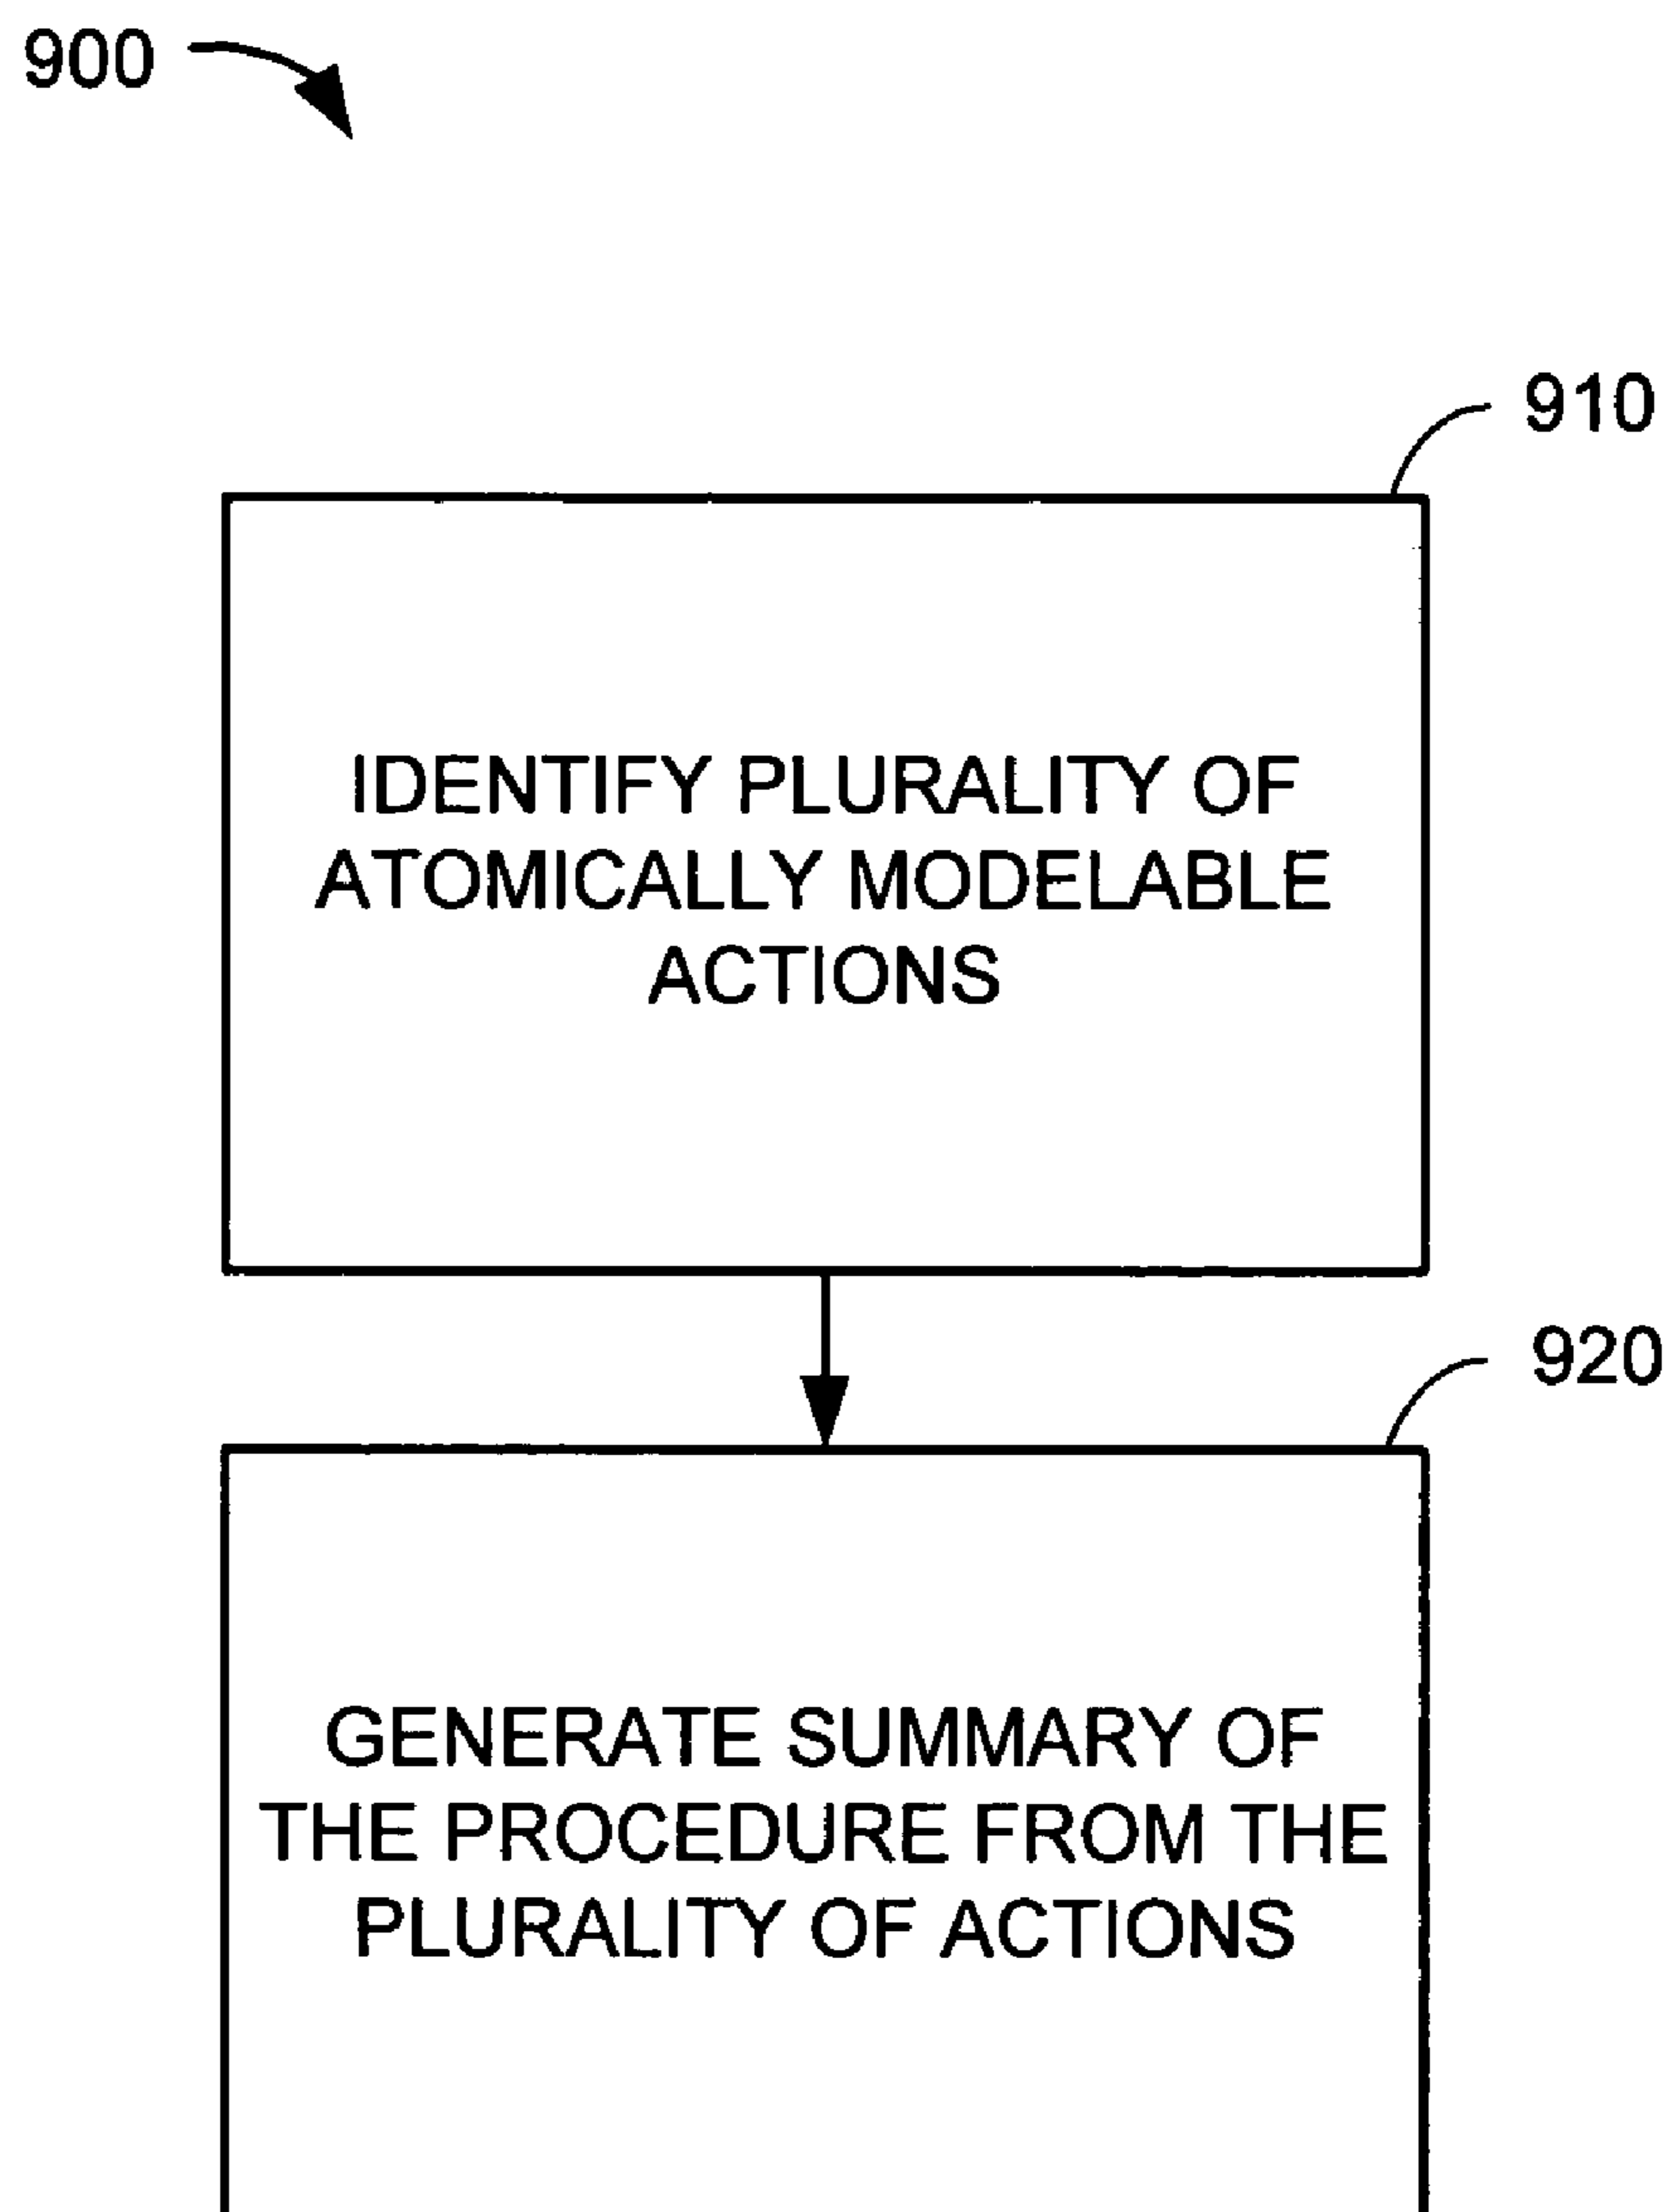 900
910
IDENTIFY PLURALITY OF
ATOMICALLY MODELABLE
ACTIONS
920
GENERATE SUMMARY OF
THE PROCEDURE FROM THE
PLURALITY OF ACTIONS